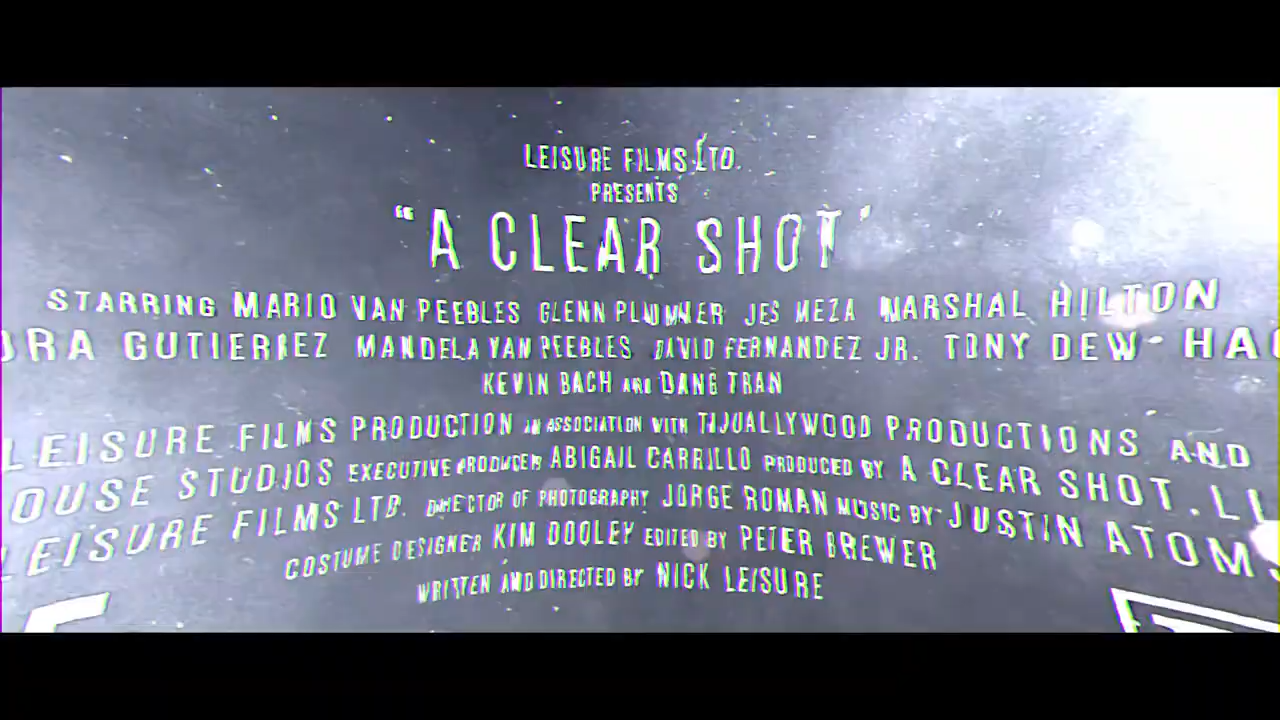 LEISURE FILMS LTD.
PRESENTS
"A CLEAR SHOT"
STARRING MARIO VAN PEEBLES GLENN PLUMMER JES MEZA MARSHAL HILTON
GUTIERREZ MANDELA VAN PEEBLES DAVID FERNANDEZ JR. TONY DEW-
KEVIN BACH AND DANG TRAN
LEISURE FILMS PRODUCTION IN ASSOCIATION WITH TIJUALLYWOOD PRODUCTIONS AND
STUDIOS EXECUTIVE PRODUCER ABIGAIL CARRILLO PRODUCED BY A CLEAR SHOT,
LEISURE FILMS LTD. DIRECTOR OF PHOTOGRAPHY JORGE ROMAN MUSIC BY JUSTIN
COSTUME DESIGNER KIM DOOLEY EDITED BY PETER BREWER
WRITTEN AND DIRECTED BY NICK LEISURE